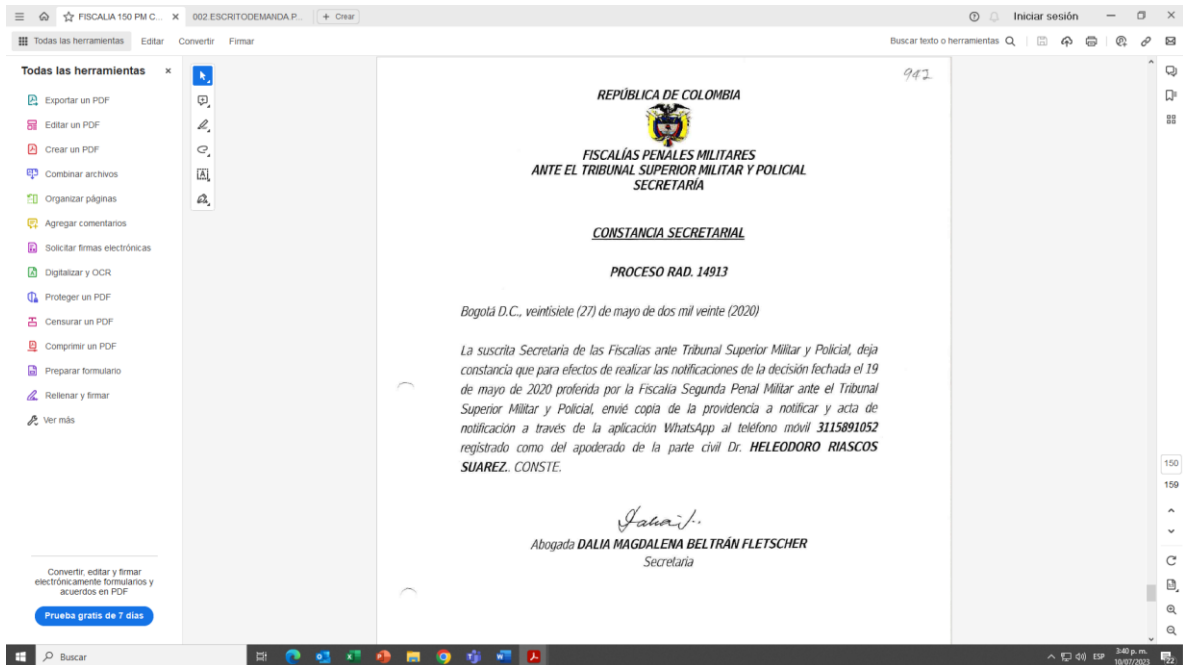 FISCALIA 150 PM C...
002.ESCRITODEMANDA.P...
+ Crear
Iniciar sesión
Todas las herramientas
Editar
Convertir
Firmar
Buscar texto o herramientas
Todas las herramientas
Exportar un PDF
Editar un PDF
Crear un PDF
Combinar archivos
Organizar páginas
Agregar comentarios
Solicitar firmas electrónicas
Digitalizar y OCR
Proteger un PDF
Censurar un PDF
Comprimir un PDF
Preparar formulario
Rellenar y firmar
Ver más
Convertir, editar y firmar
electrónicamente formularios y
acuerdos en PDF
Prueba gratis de 7 días
942
REPÚBLICA DE COLOMBIA
FISCALÍAS PENALES MILITARES
ANTE EL TRIBUNAL SUPERIOR MILITAR Y POLICIAL
SECRETARÍA
CONSTANCIA SECRETARIAL
PROCESO RAD. 14913
Bogotá D.C., veintisiete (27) de mayo de dos mil veinte (2020)
La suscrita Secretaria de las Fiscalías ante Tribunal Superior Militar y Policial, deja
constancia que para efectos de realizar las notificaciones de la decisión fechada el 19
de mayo de 2020 proferida por la Fiscalía Segunda Penal Militar ante el Tribunal
Superior Militar y Policial, envié copia de la providencia a notificar y acta de
notificación a través de la aplicación WhatsApp al teléfono móvil 3115891052
registrado como del apoderado de la parte civil Dr. HELEODORO RIASCOS
SUAREZ.. CONSTE.
Abogada DALIA MAGDALENA BELTRÁN FLETSCHER
Secretaria
150
159
Buscar
ESP
3:40 p. m.
10/07/2023
22